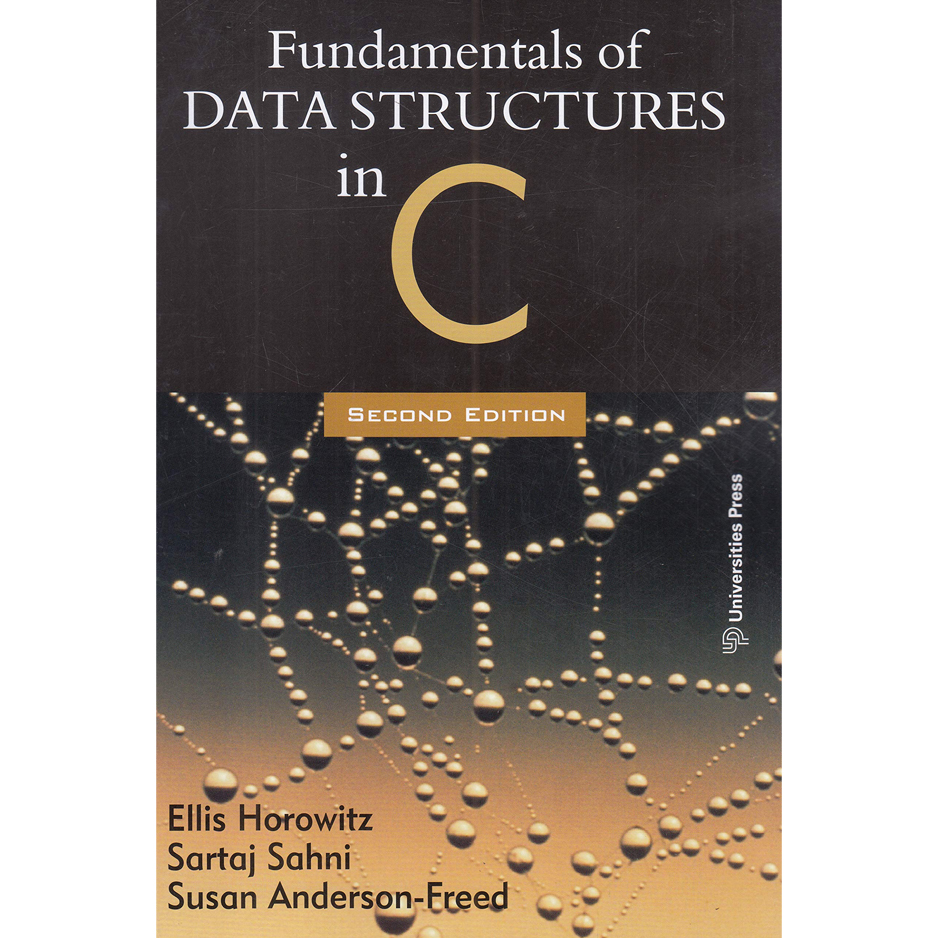 Fundamentals of
DATA STRUCTURES
in C
SECOND EDITION
Universities Press
Ellis Horowitz
Sartaj Sahni
Susan Anderson-Freed